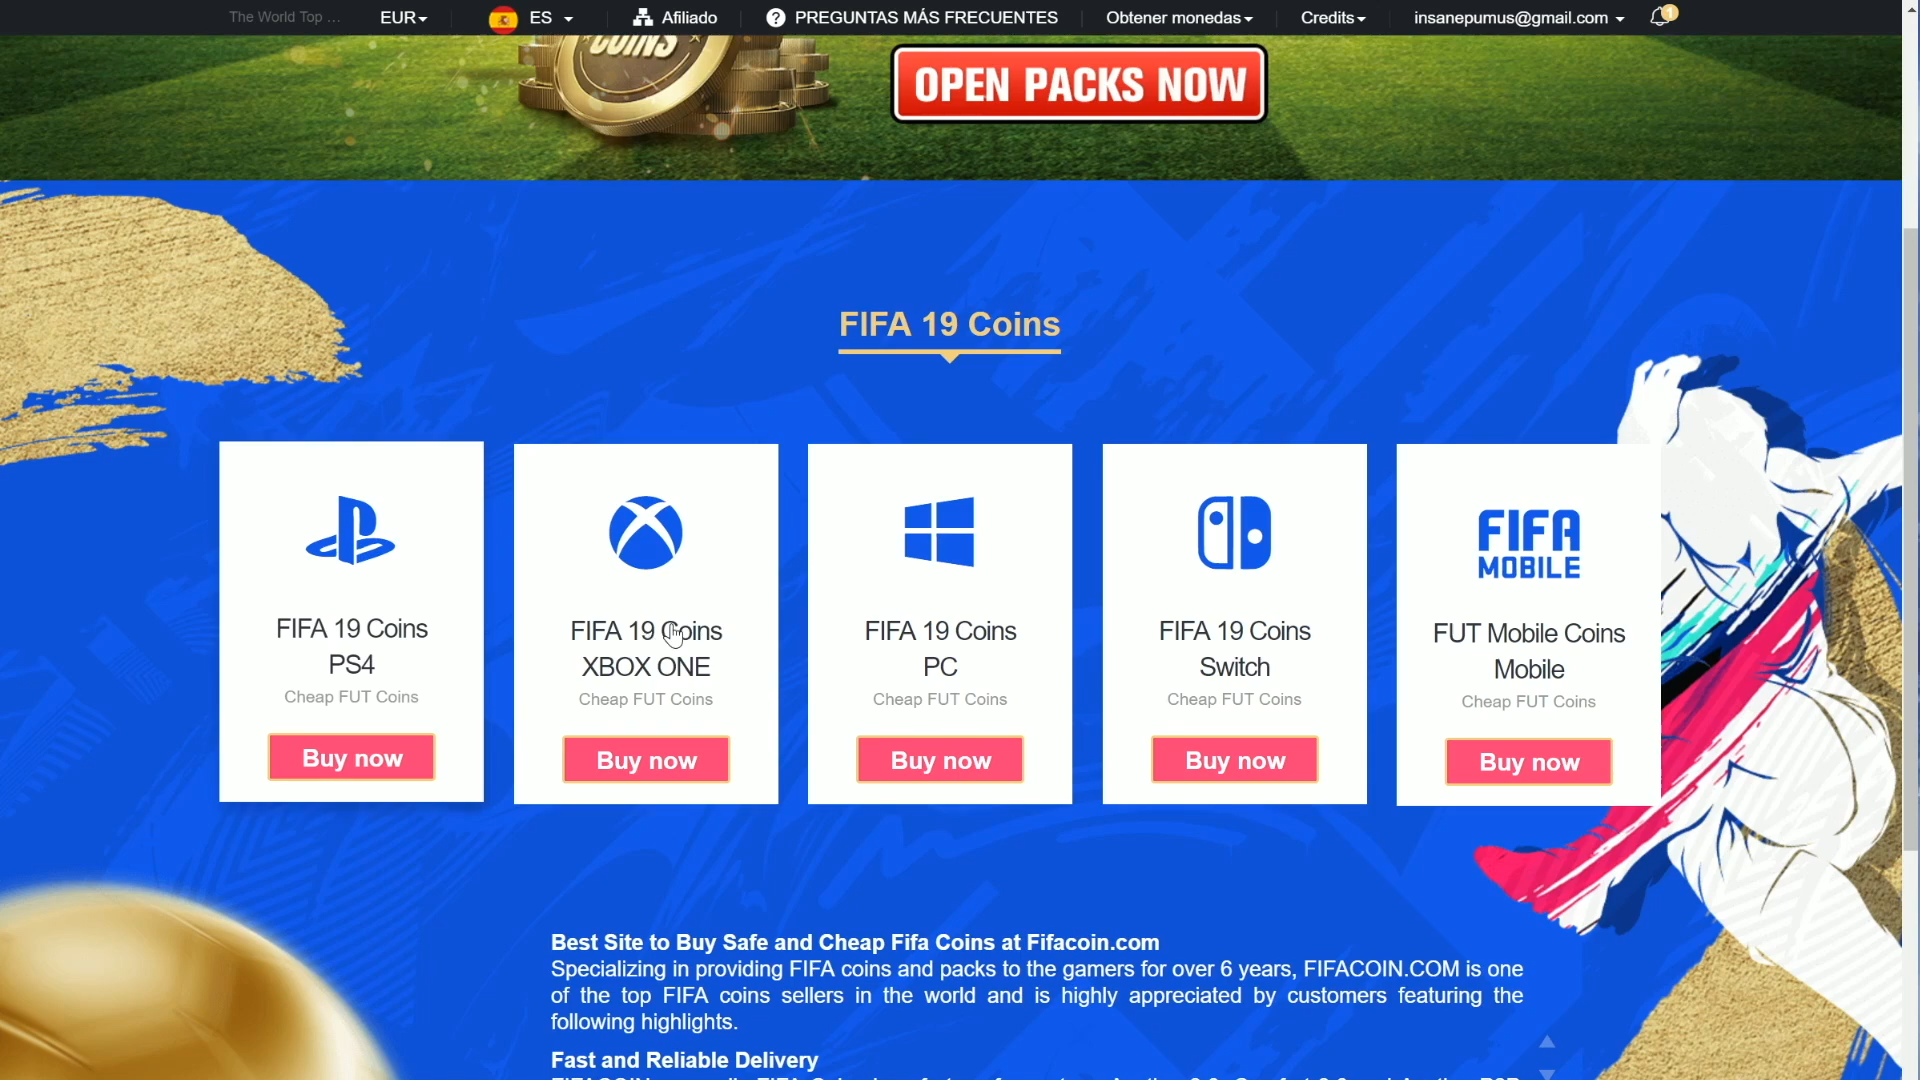 The World Top ...
EUR
ES
Afiliado
? PREGUNTAS MÁS FRECUENTES
Obtener monedas
Credits
insanepumus@gmail.com
1
COINS
OPEN PACKS NOW
FIFA 19 Coins
FIFA 19 Coins
PS4
Cheap FUT Coins
Buy now
FIFA 19 Coins
XBOX ONE
Cheap FUT Coins
Buy now
FIFA 19 Coins
PC
Cheap FUT Coins
Buy now
FIFA 19 Coins
Switch
Cheap FUT Coins
Buy now
FIFA
MOBILE
FUT Mobile Coins
Mobile
Cheap FUT Coins
Buy now
Best Site to Buy Safe and Cheap Fifa Coins at Fifacoin.com
Specializing in providing FIFA coins and packs to the gamers for over 6 years, FIFACOIN.COM is one
of the top FIFA coins sellers in the world and is highly appreciated by customers featuring the
following highlights.
Fast and Reliable Delivery